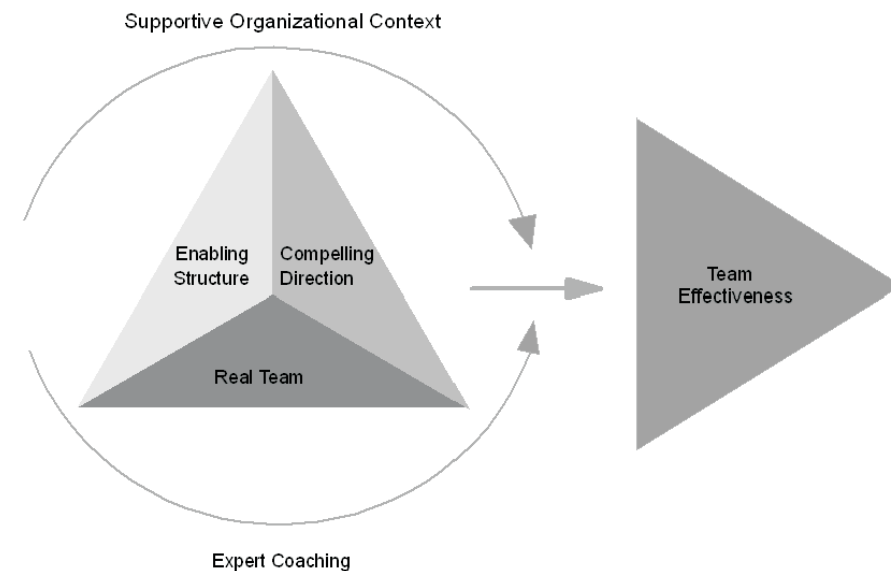 Supportive Organizational Context
Enabling
Structure
Compelling
Direction
Real Team
Team
Effectiveness
Expert Coaching